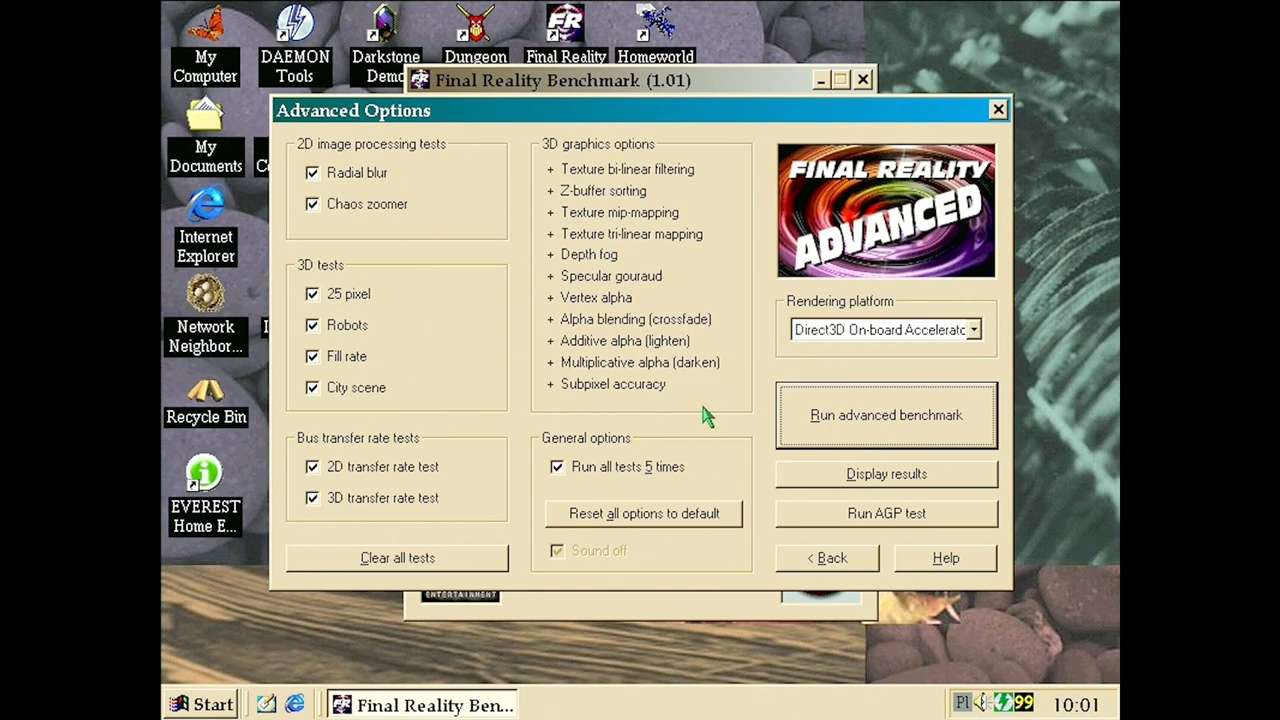 My
Computer
DAEMON
Tools
Darkstone
Demo
Dungeon
Final Reality
Homeworld
My
Documents
Internet
Explorer
Network
Neighbor...
Recycle Bin
EVEREST
Home E...
FR
Final Reality Benchmark (1.01)
Advanced Options
2D image processing tests
Radial blur
Chaos zoomer
3D tests
25 pixel
Robots
Fill rate
City scene
Bus transfer rate tests
2D transfer rate test
3D transfer rate test
Clear all tests
3D graphics options
+ Texture bi-linear filtering
+ Z-buffer sorting
+ Texture mip-mapping
+ Texture tri-linear mapping
+ Depth fog
+ Specular gouraud
+ Vertex alpha
+ Alpha blending (crossfade)
+ Additive alpha (lighten)
+ Multiplicative alpha (darken)
+ Subpixel accuracy
General options
Run all tests 5 times
Reset all options to default
Sound off
FINAL REALITY
ADVANCED
Rendering platform
Direct3D On-board Accelerato
Run advanced benchmark
Display results
Run AGP test
< Back
Help
ENTERTAINMENT
Start
Final Reality Ben...
Pl
99
10:01